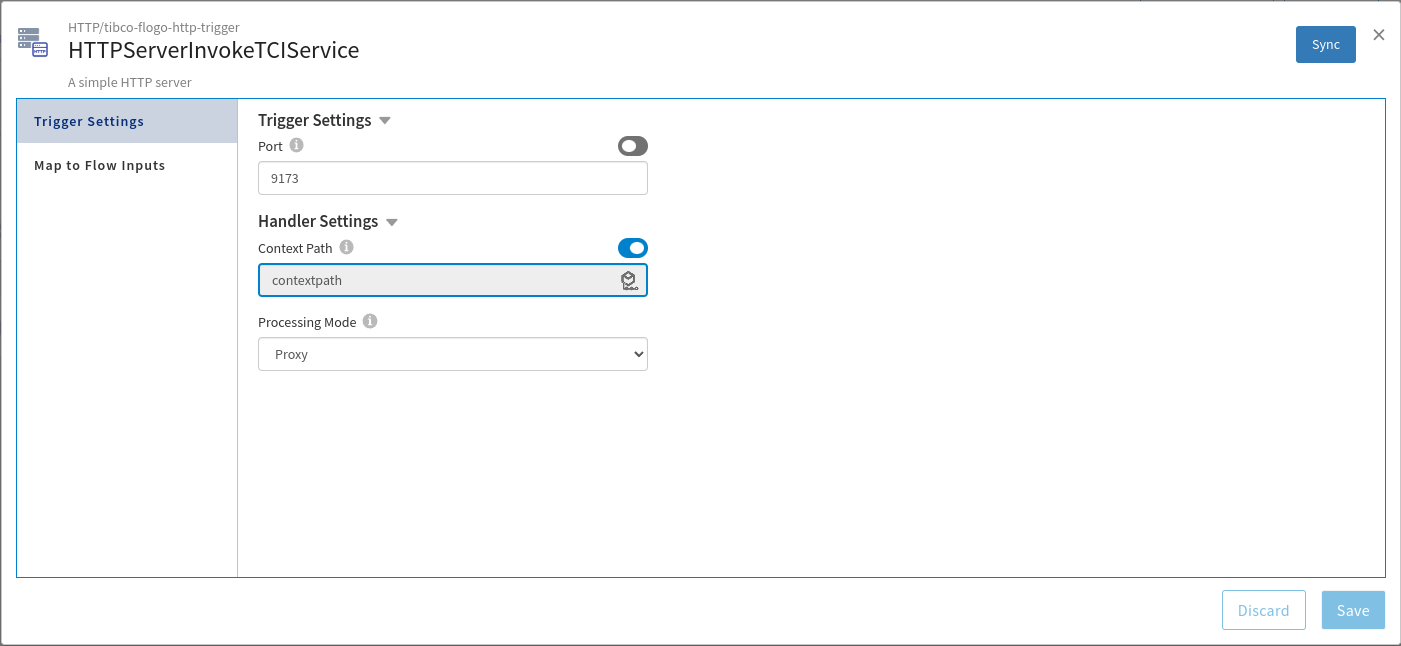 HTTP/tibco-flogo-http-trigger
HTTPServerInvokeTCIService
A simple HTTP server
Sync
Trigger Settings
Map to Flow Inputs
Trigger Settings
Port
9173
Handler Settings
Context Path
contextpath
Processing Mode
Proxy
Discard
Save